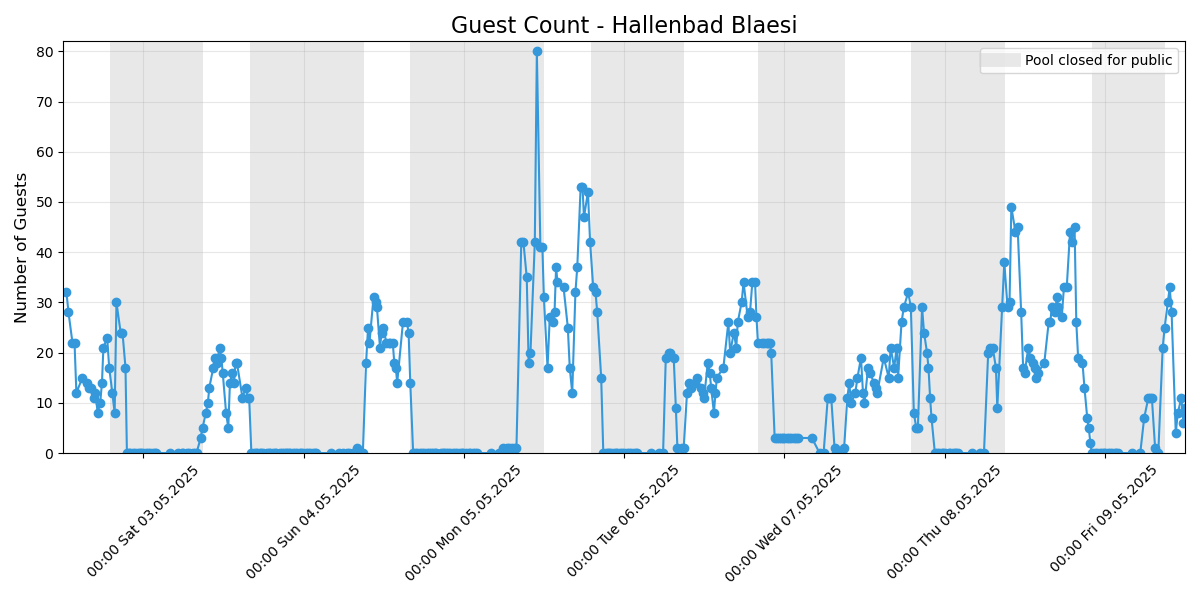 Guest Count - Hallenbad Blaesi
Pool closed for public
Number of Guests
80
70
60
50
40
30
20
10
0
00:00 Sat 03.05.2025
00:00 Sun 04.05.2025
00:00 Mon 05.05.2025
00:00 Tue 06.05.2025
00:00 Wed 07.05.2025
00:00 Thu 08.05.2025
00:00 Fri 09.05.2025